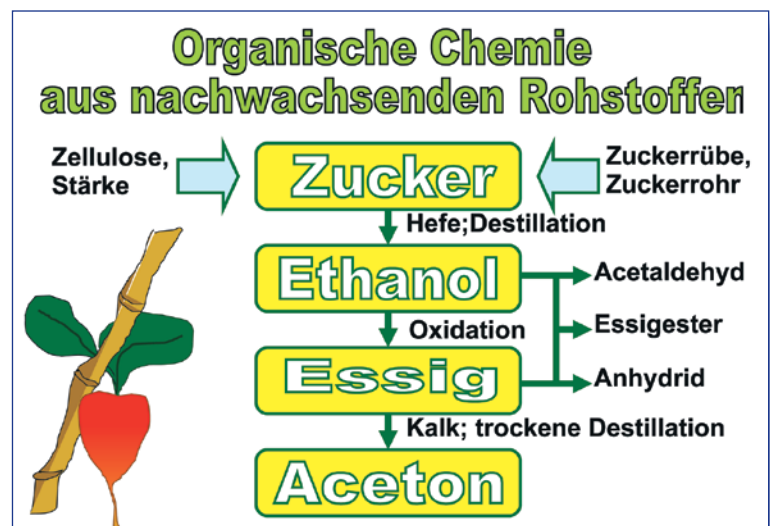 Organische Chemie
aus nachwachsenden Rohstoffer
Zellulose,
Stärke
Zucker
Zuckerrübe,
Zuckerrohr
Hefe;Destillation
Ethanol
Acetaldehyd
Oxidation
Essigester
Essig
Anhydrid
Kalk; trockene Destillation
Aceton